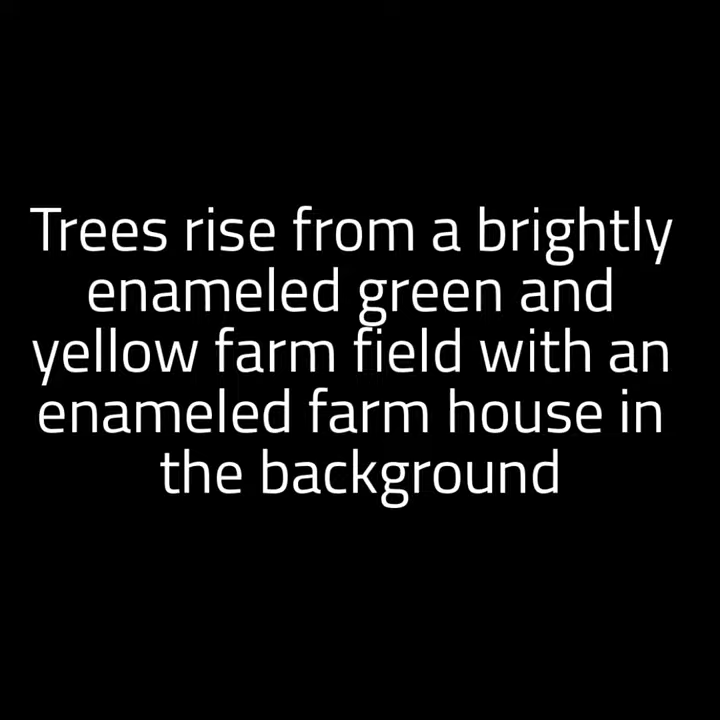 Trees rise from a brightly
enameled green and
yellow farm field with an
enameled farm house in
the background